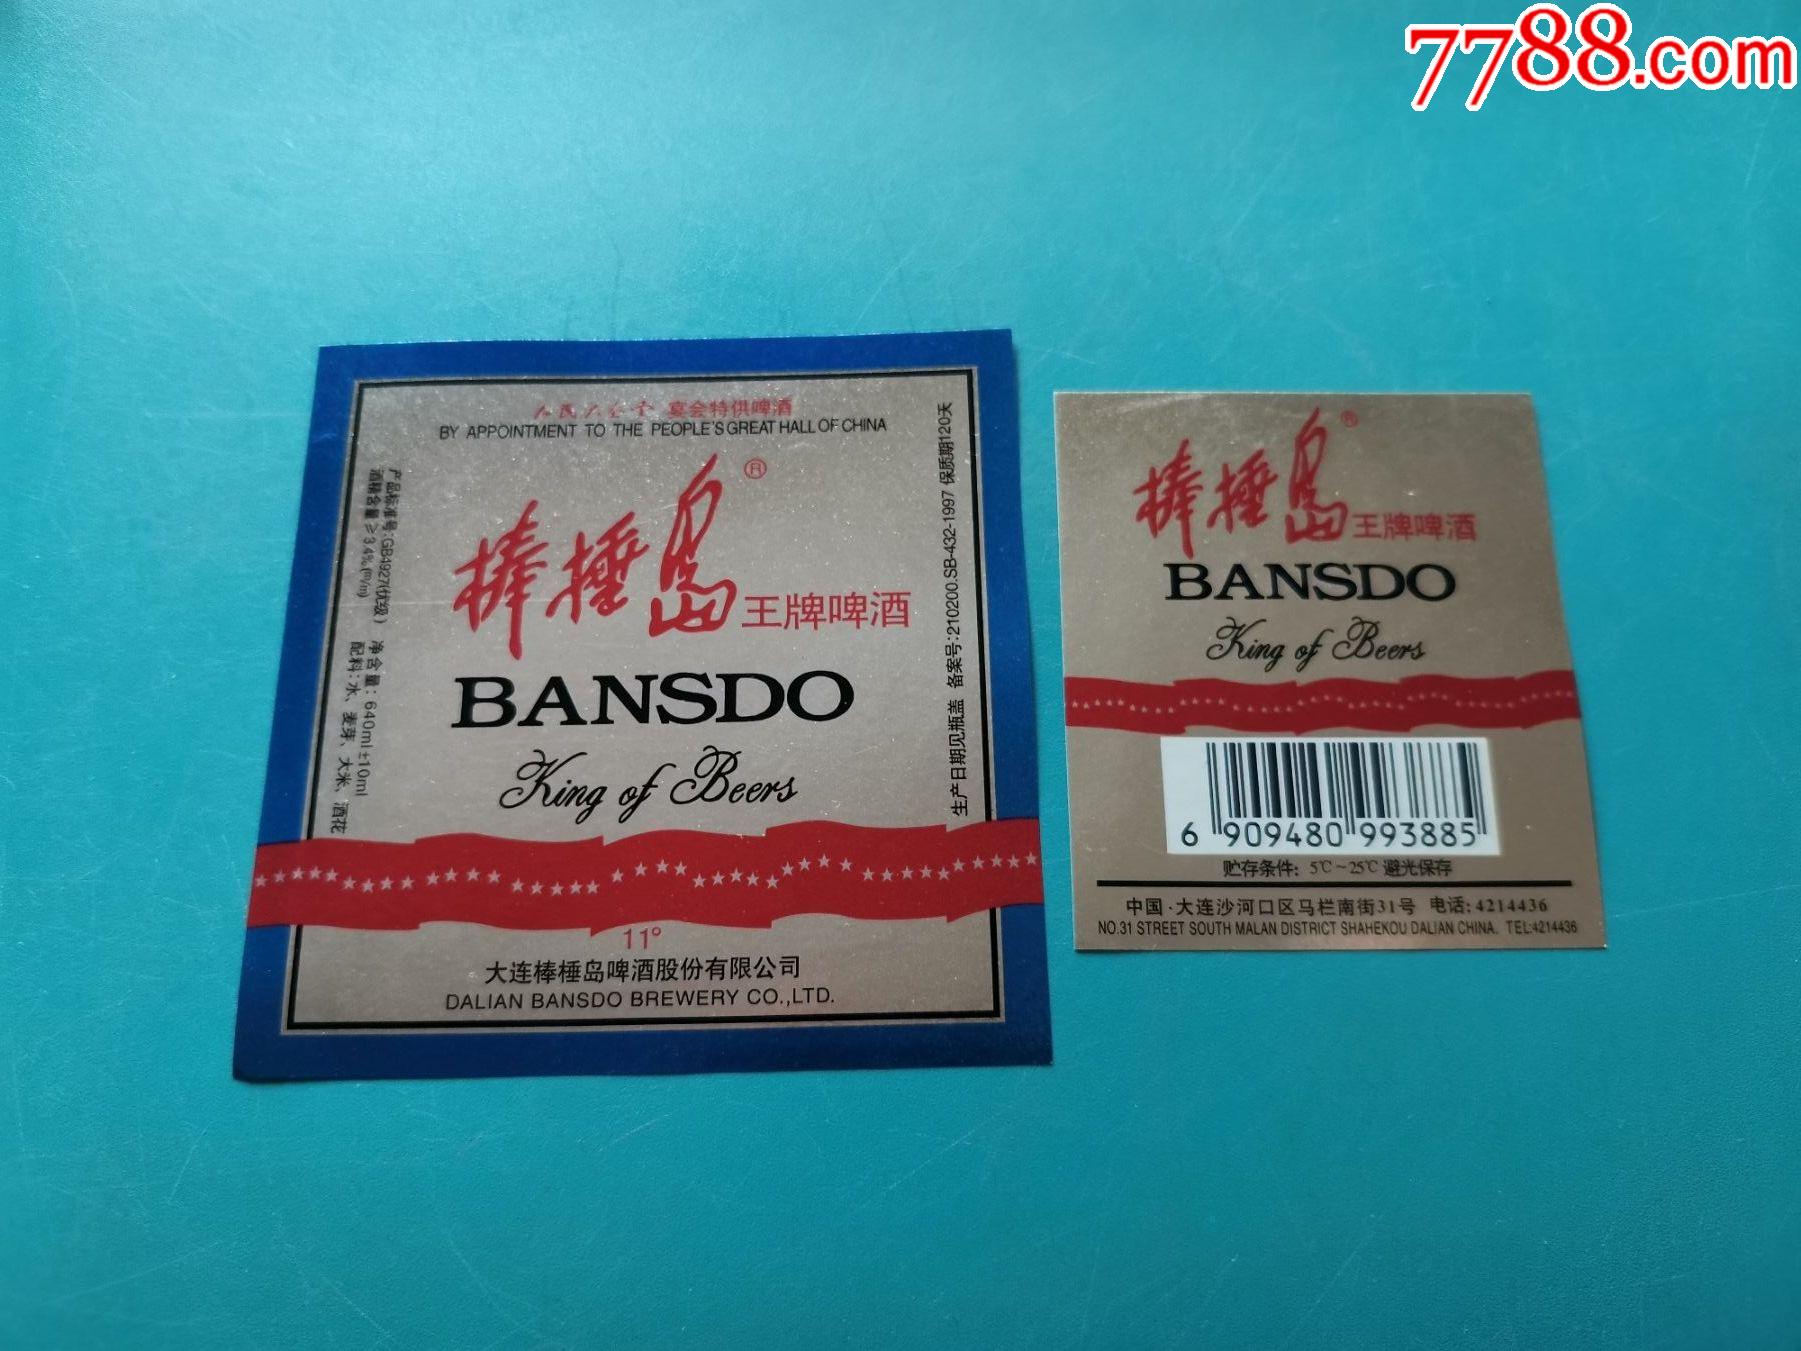 7788.com
人民大会堂 宴会特供啤酒
BY APPOINTMENT TO THE PEOPLE'S GREAT HALL OF CHINA
棒棰岛®王牌啤酒
BANSDO
King of Beers
产品标准号:GB4927(优级) 净含量:640ml±10ml
酒精含量≥3.4%(m/m) 配料:水、麦芽、大米、酒花
生产日期见瓶盖 备案号:210200.SB-432-1997 保质期120天
11°
大连棒棰岛啤酒股份有限公司
DALIAN BANSDO BREWERY CO.,LTD.
棒棰岛®王牌啤酒
BANSDO
King of Beers
6 909480 993885
贮存条件: 5℃~25℃ 避光保存
中国·大连沙河口区马栏南街31号 电话:4214436
NO.31 STREET SOUTH MALAN DISTRICT SHAHEKOU DALIAN CHINA. TEL:4214436